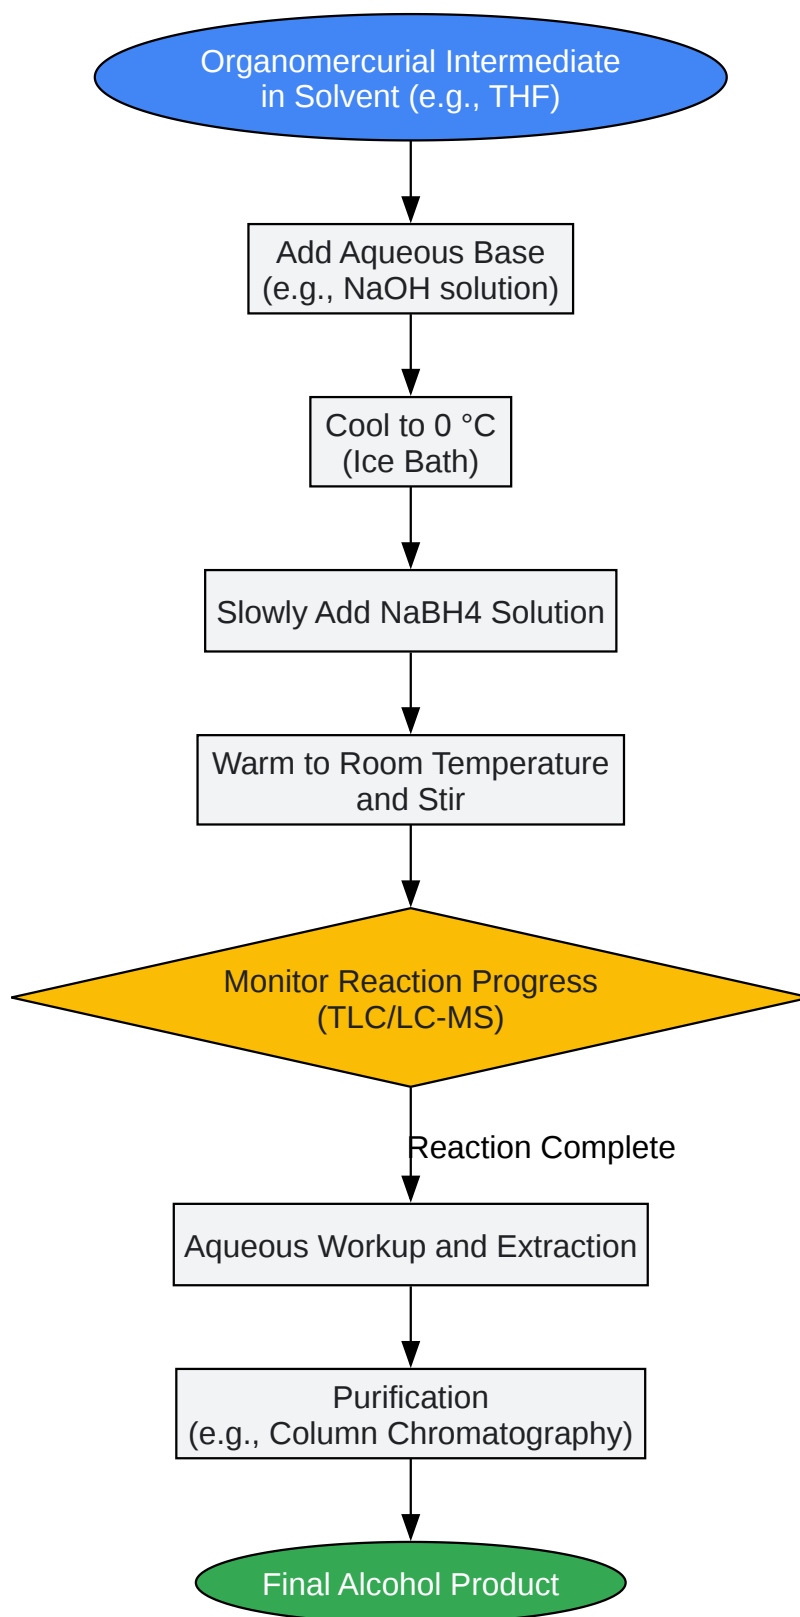 Organomercurial Intermediate
in Solvent (e.g., THF)
Add Aqueous Base
(e.g., NaOH solution)
Cool to 0 °C
(Ice Bath)
Slowly Add NaBH4 Solution
Warm to Room Temperature
and Stir
Monitor Reaction Progress
(TLC/LC-MS)
Reaction Complete
Aqueous Workup and Extraction
Purification
(e.g., Column Chromatography)
Final Alcohol Product